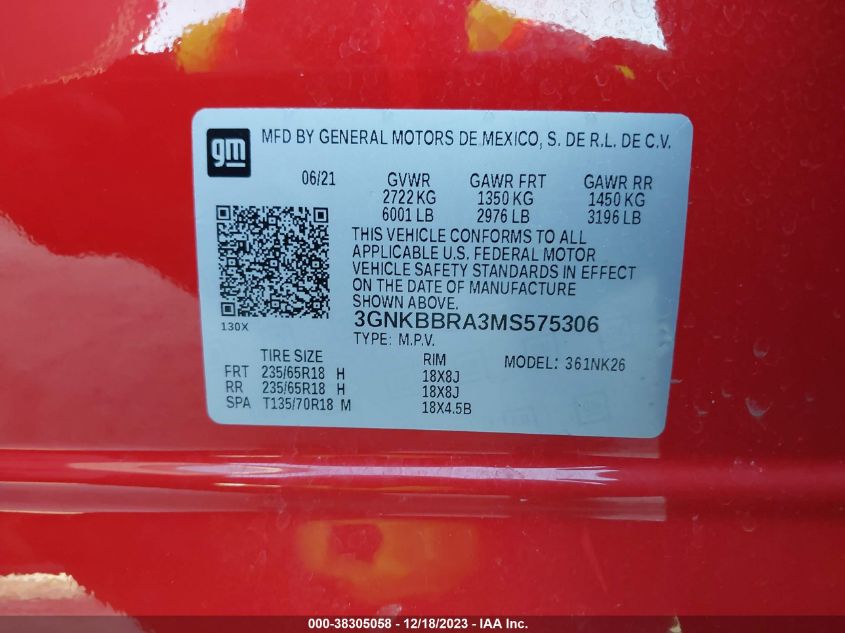 gm
MFD BY GENERAL MOTORS DE MEXICO, S. DE R.L. DE C.V.
06/21 GVWR GAWR FRT GAWR RR
2722 KG 1350 KG 1450 KG
6001 LB 2976 LB 3196 LB
THIS VEHICLE CONFORMS TO ALL
APPLICABLE U.S. FEDERAL MOTOR
VEHICLE SAFETY STANDARDS IN EFFECT
ON THE DATE OF MANUFACTURE
SHOWN ABOVE.
3GNKBBRA3MS575306
130X
TYPE: M.P.V.
TIRE SIZE RIM MODEL: 361NK26
FRT 235/65R18 H 18X8J
RR 235/65R18 H 18X8J
SPA T135/70R18 M 18X4.5B
000-38305058 - 12/18/2023 - IAA Inc.